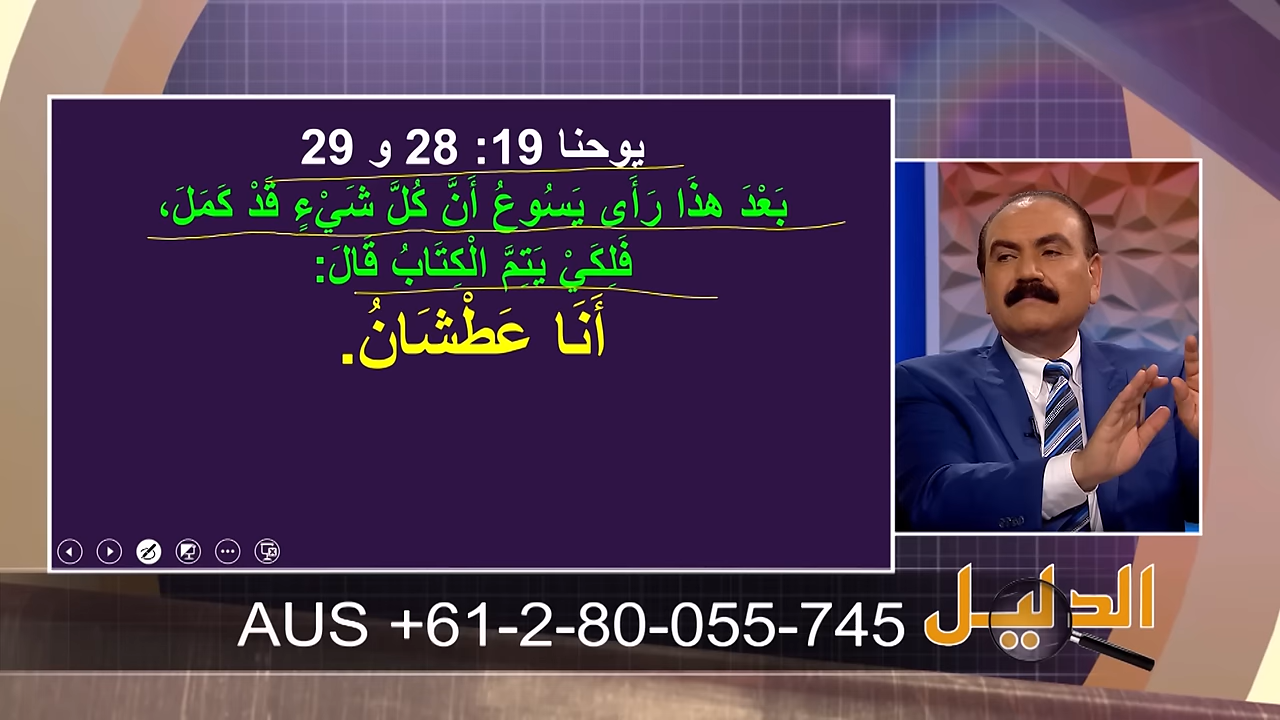 يوحنا 19: 28 و 29
بَعْدَ هذَا رَأَى يَسُوعُ أَنَّ كُلَّ شَيْءٍ قَدْ كَمَلَ،
فَلِكَيْ يَتِمَّ الْكِتَابُ قَالَ:
أَنَا عَطْشَانُ.
الدليل
AUS +61-2-80-055-745